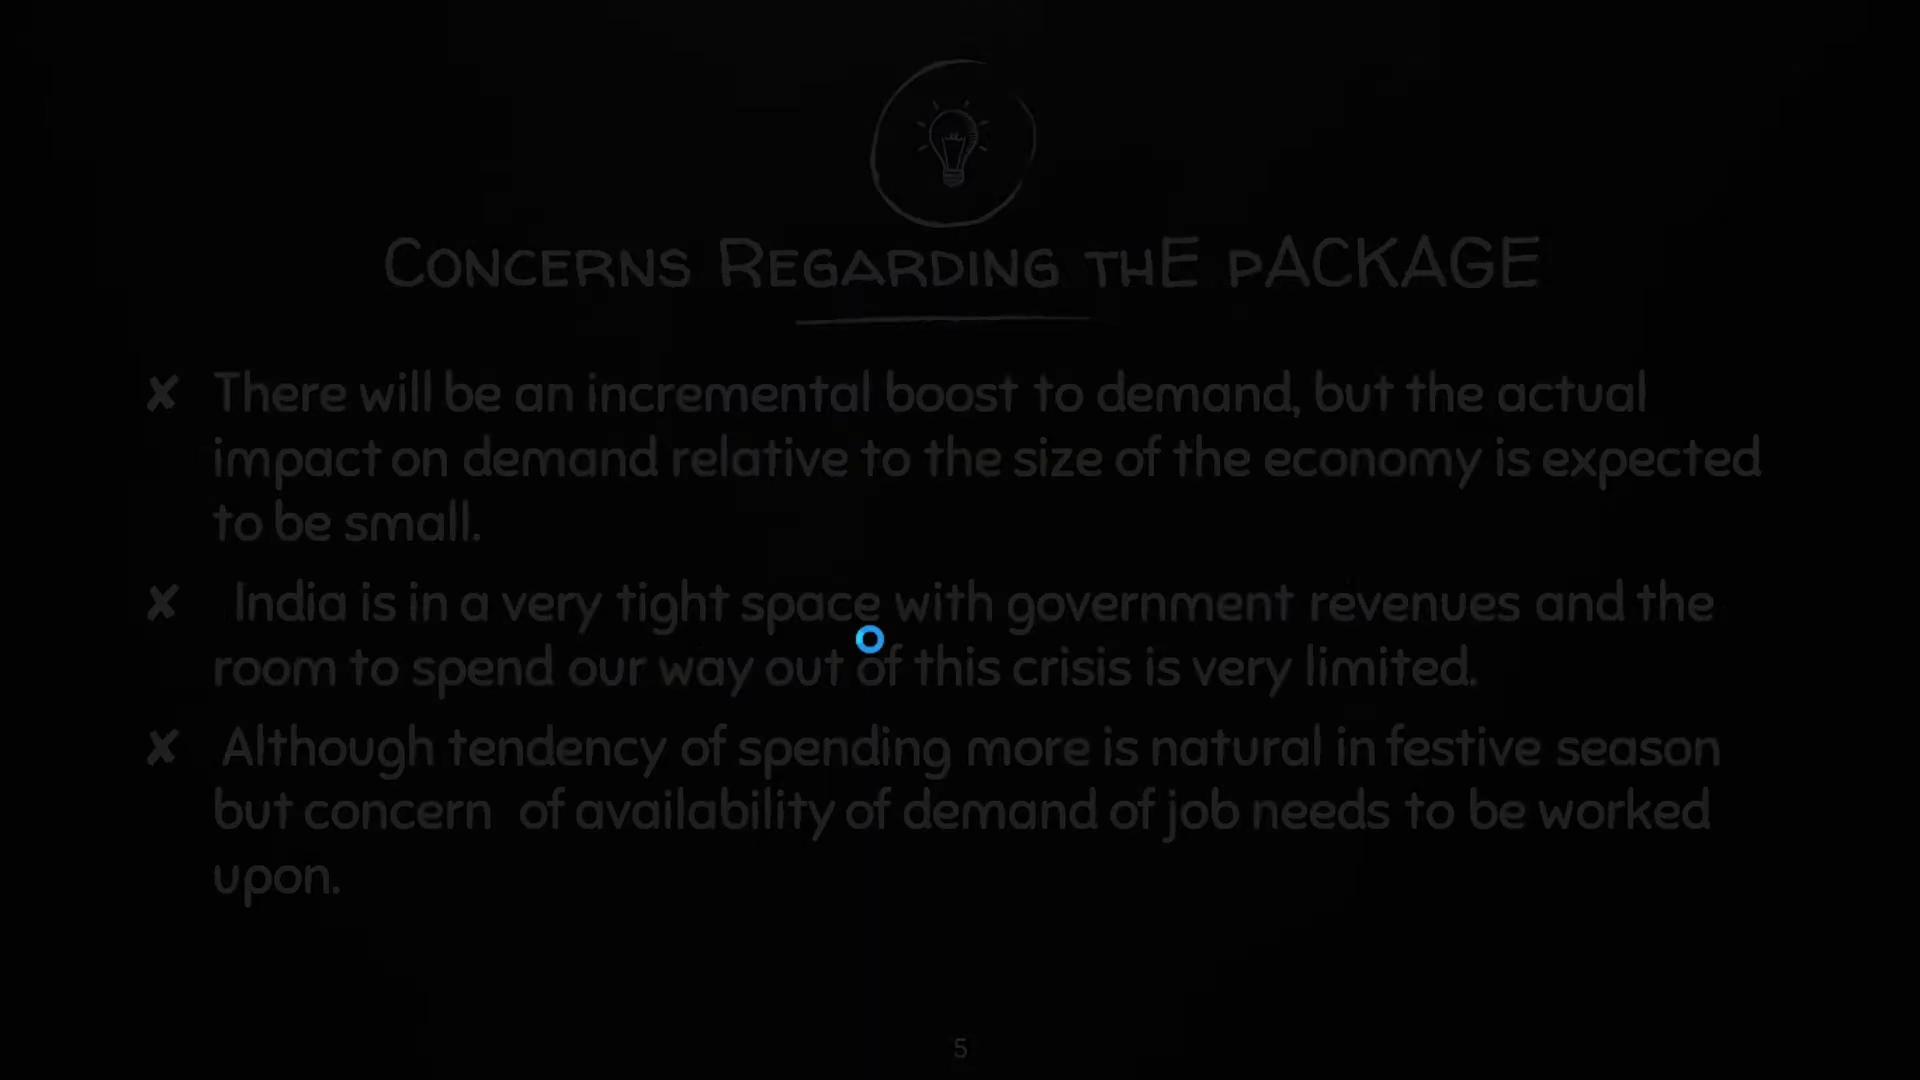 Concerns Regarding thE pACKAGE
✘ There will be an incremental boost to demand, but the actual
impact on demand relative to the size of the economy is expected
to be small.
✘ India is in a very tight space with government revenues and the
room to spend our way out of this crisis is very limited.
✘ Although tendency of spending more is natural in festive season
but concern of availability of demand of job needs to be worked
upon.
5